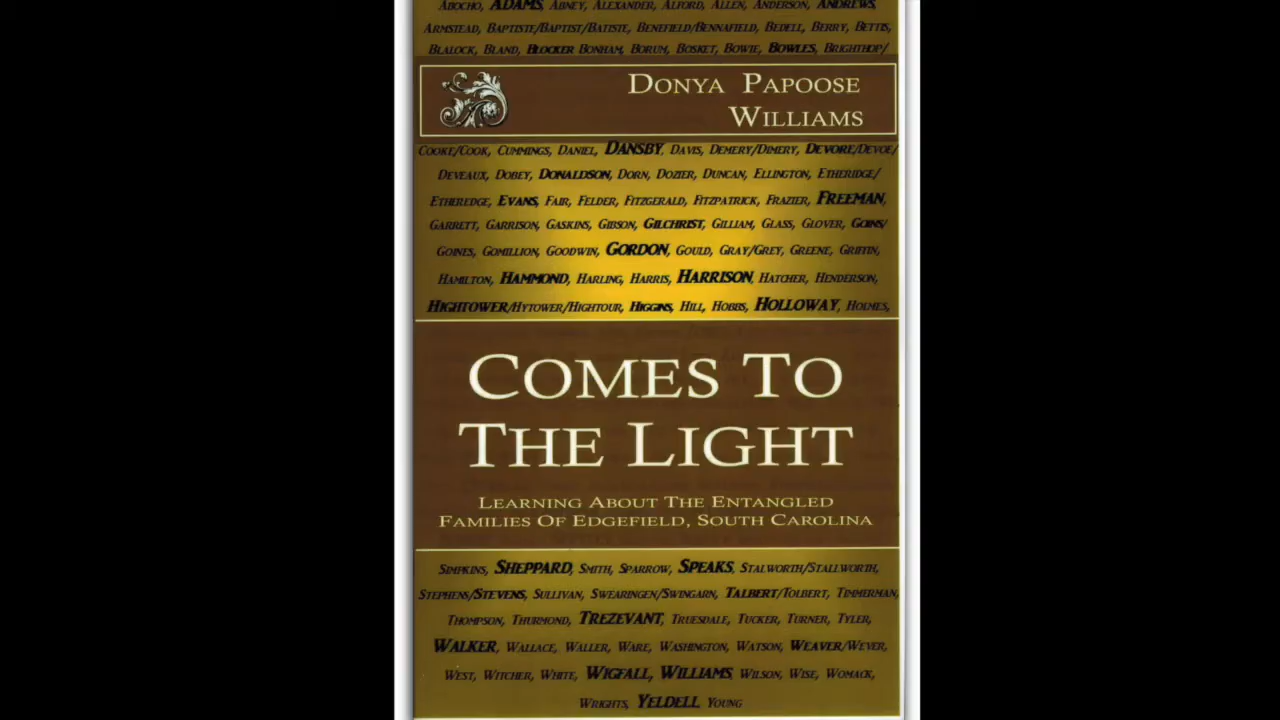 ABOCHO, ADAMS, ABNEY, ALEXANDER, ALFORD, ALLEN, ANDERSON, ANDREWS,
ARMSTEAD, BAPTISTE/BAPTIST/BATISTE, BENEFIELD/BENNAFIELD, BEDELL, BERRY, BETTIS,
BLALOCK, BLAND, BLOCKER BONHAM, BORUM, BOSKET, BOWIE, BOWLES, BRIGHTHOP/
DONYA PAPOOSE
WILLIAMS
COOKE/COOK, CUMMINGS, DANIEL, DANSBY, DAVIS, DEMERY/DIMERY, DEVORE/DEVOE/
DEVEAUX, DOBEY, DONALDSON, DORN, DOZIER, DUNCAN, ELLINGTON, ETHERIDGE/
ETHEREDGE, EVANS, FAIR, FELDER, FITZGERALD, FITZPATRICK, FRAZIER, FREEMAN,
GARRETT, GARRISON, GASKINS, GIBSON, GILCHRIST, GILLIAM, GLASS, GLOVER, GOINS/
GOINES, GOMILLION, GOODWIN, GORDON, GOULD, GRAY/GREY, GREENE, GRIFFIN,
HAMILTON, HAMMOND, HARLING, HARRIS, HARRISON, HATCHER, HENDERSON,
HIGHTOWER/HYTOWER/HIGHTOUR, HIGGINS, HILL, HOBBS, HOLLOWAY, HOLMES,
COMES TO
THE LIGHT
LEARNING ABOUT THE ENTANGLED
FAMILIES OF EDGEFIELD, SOUTH CAROLINA
SIMPKINS, SHEPPARD, SMITH, SPARROW, SPEAKS, STALWORTH/STALLWORTH,
STEPHENS/STEVENS, SULLIVAN, SWEARINGEN/SWINGARN, TALBERT/TOLBERT, TIMMERMAN,
THOMPSON, THURMOND, TREZEVANT, TRUESDALE, TUCKER, TURNER, TYLER,
WALKER, WALLACE, WALLER, WARE, WASHINGTON, WATSON, WEAVER/WEVER,
WEST, WITCHER, WHITE, WIGFALL, WILLIAMS WILSON, WISE, WOMACK,
WRIGHTS, YELDELL YOUNG